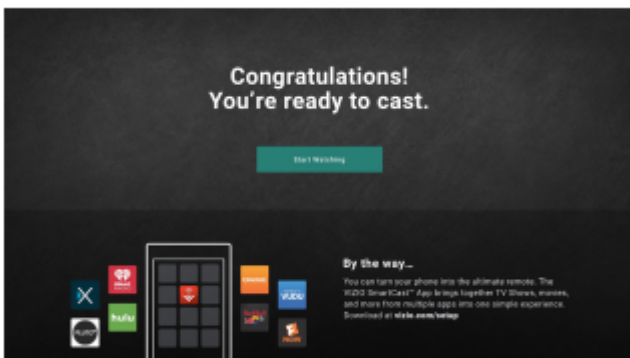 Congratulations!
You're ready to cast.
Start Watching
By the way...
You can turn your phone into the ultimate remote. The
VIZIO SmartCast™ App brings together TV Shows, movies,
and more from multiple apps into one simple experience.
Download at vizio.com/setup
iHeart
hulu
VUDU